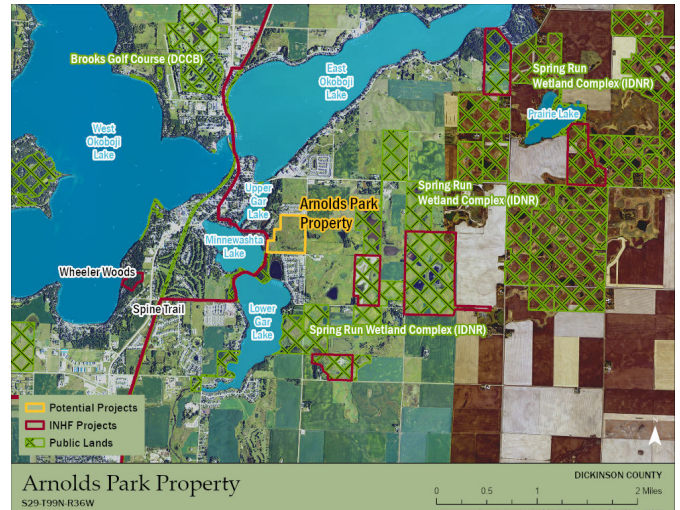 Brooks Golf Course (DCCB)
East
Okoboji
Lake
Spring Run
Wetland Complex (IDNR)
Prairie Lake
West
Okoboji
Lake
Upper
Gar
Lake
Spring Run
Wetland Complex (IDNR)
Arnolds Park
Property
Minnewashta
Lake
Wheeler Woods
Spine Trail
Lower
Gar
Lake
Spring Run Wetland Complex (IDNR)
Potential Projects
INHF Projects
Public Lands
Arnolds Park Property
S29-T99N-R36W
DICKINSON COUNTY
0 0.5 1 2 Miles